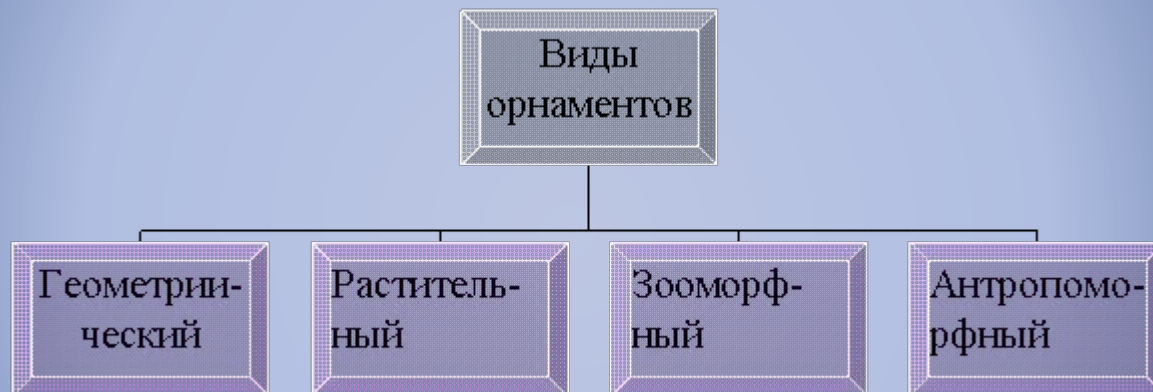 Виды
орнаментов
Геометрии-
ческий
Раститель-
ный
Зооморф-
ный
Антропомо-
рфный